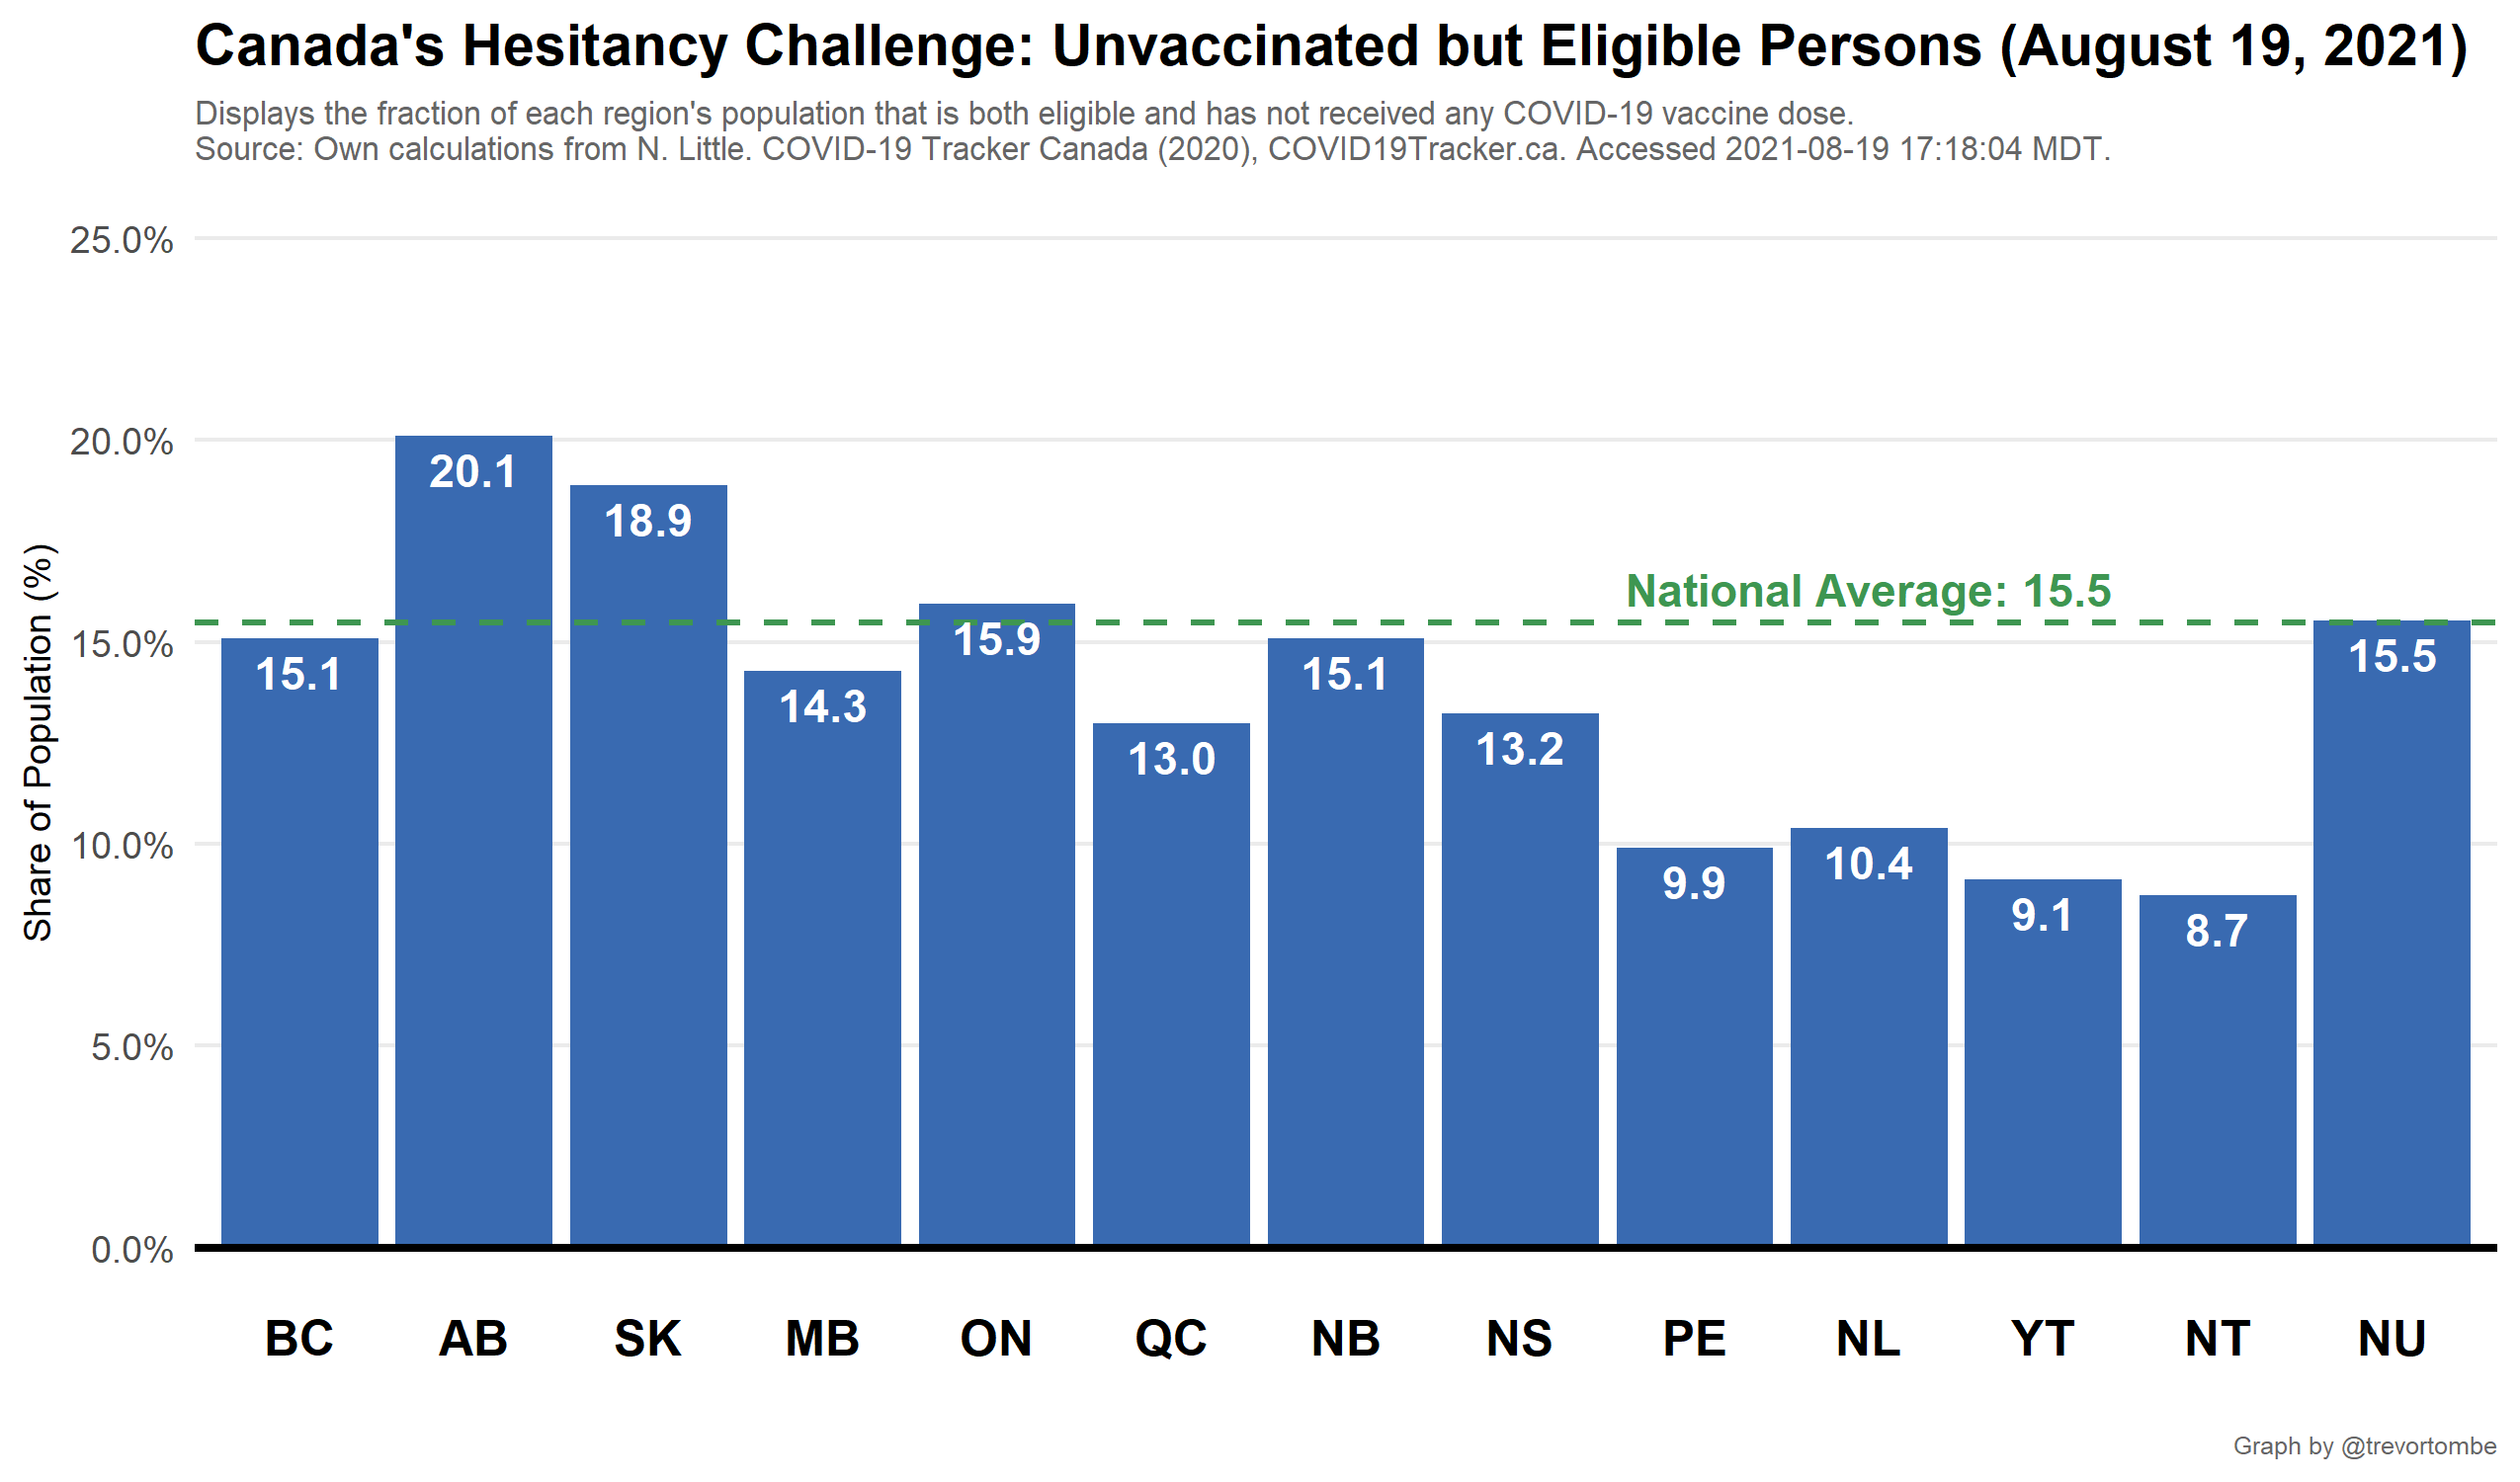 Canada's Hesitancy Challenge: Unvaccinated but Eligible Persons (August 19, 2021)
Displays the fraction of each region's population that is both eligible and has not received any COVID-19 vaccine dose.
Source: Own calculations from N. Little. COVID-19 Tracker Canada (2020), COVID19Tracker.ca. Accessed 2021-08-19 17:18:04 MDT.
Share of Population (%)
25.0%
20.0%
15.0%
10.0%
5.0%
0.0%
National Average: 15.5
15.1
20.1
18.9
14.3
15.9
13.0
15.1
13.2
9.9
10.4
9.1
8.7
15.5
BC AB SK MB ON QC NB NS PE NL YT NT NU
Graph by @trevortombe